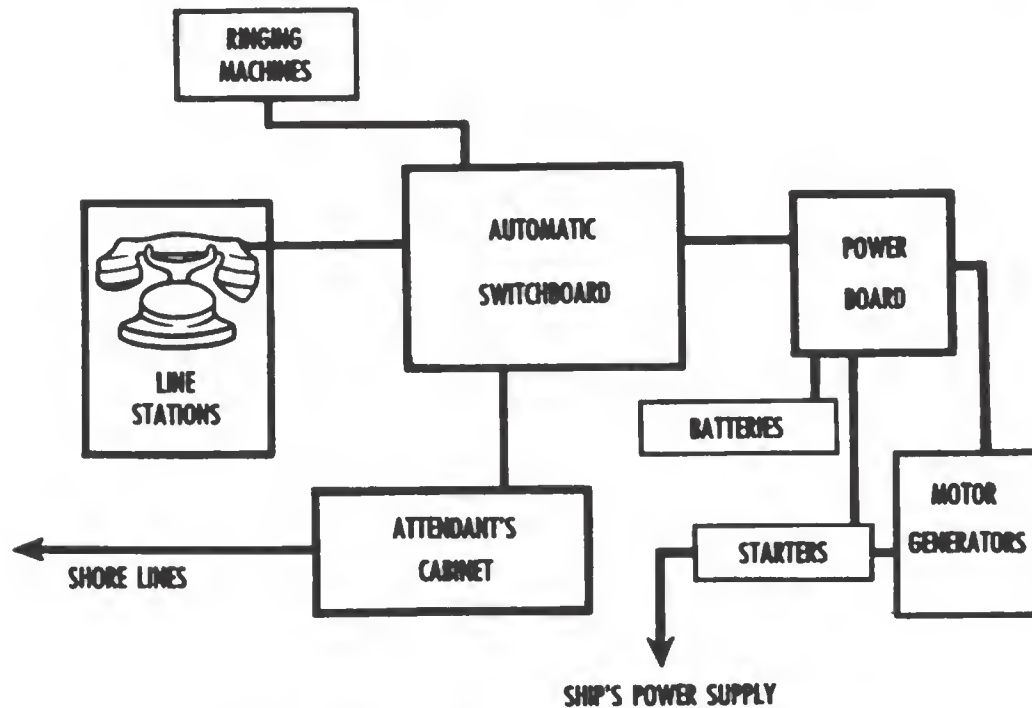 RINGING
MACHINES
AUTOMATIC
SWITCHBOARD
POWER
BOARD
LINE
STATIONS
BATTERIES
ATTENDANT'S
CABINET
STARTERS
MOTOR
GENERATORS
SHORE LINES
SHIP'S POWER SUPPLY